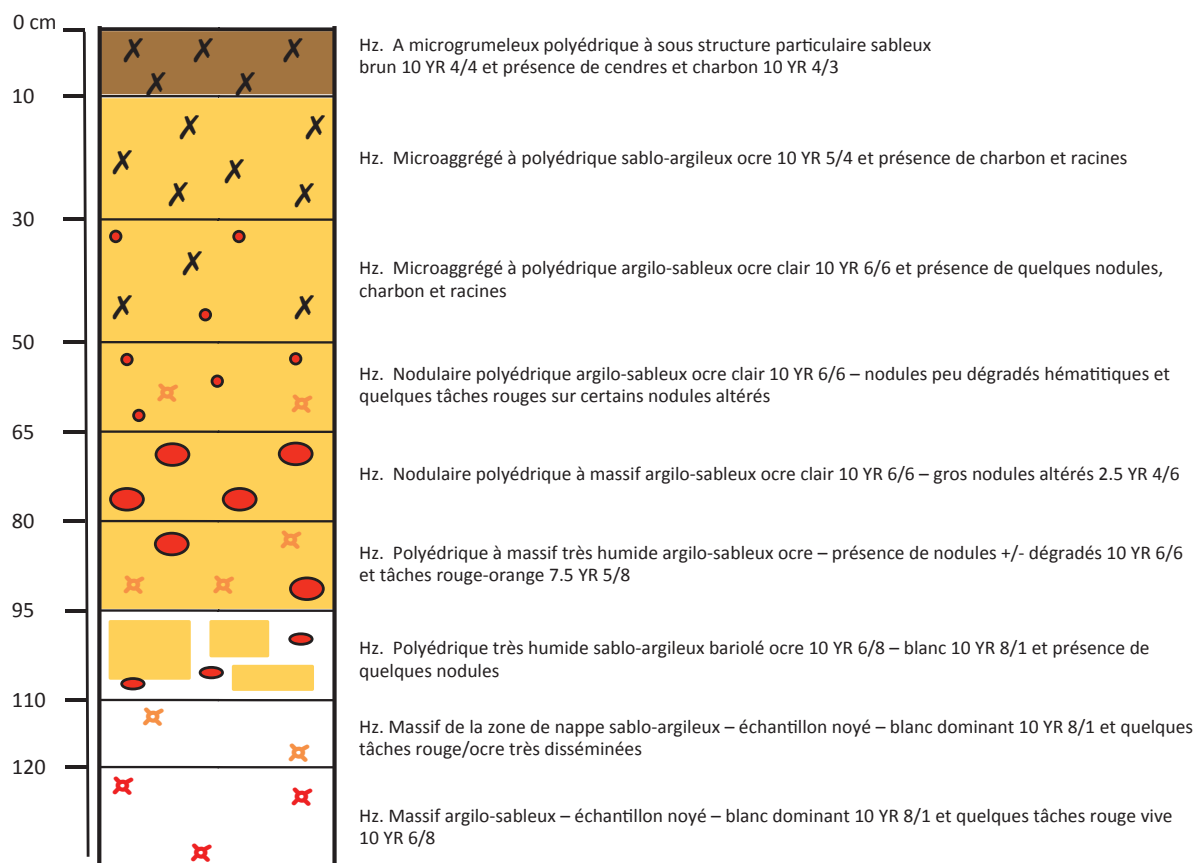 0 cm
Hz. A microgrumeleux polyédrique à sous structure particulaire sableux
brun 10 YR 4/4 et présence de cendres et charbon 10 YR 4/3
10
Hz. Microaggrégé à polyédrique sablo-argileux ocre 10 YR 5/4 et présence de charbon et racines
30
Hz. Microaggrégé à polyédrique argilo-sableux ocre clair 10 YR 6/6 et présence de quelques nodules,
charbon et racines
50
Hz. Nodulaire polyédrique argilo-sableux ocre clair 10 YR 6/6 – nodules peu dégradés hématitiques et
quelques tâches rouges sur certains nodules altérés
65
Hz. Nodulaire polyédrique à massif argilo-sableux ocre clair 10 YR 6/6 – gros nodules altérés 2.5 YR 4/6
80
Hz. Polyédrique à massif très humide argilo-sableux ocre – présence de nodules +/- dégradés 10 YR 6/6
et tâches rouge-orange 7.5 YR 5/8
95
Hz. Polyédrique très humide sablo-argileux bariolé ocre 10 YR 6/8 – blanc 10 YR 8/1 et présence de
quelques nodules
110
Hz. Massif de la zone de nappe sablo-argileux – échantillon noyé – blanc dominant 10 YR 8/1 et quelques
tâches rouge/ocre très disséminées
120
Hz. Massif argilo-sableux – échantillon noyé – blanc dominant 10 YR 8/1 et quelques tâches rouge vive
10 YR 6/8